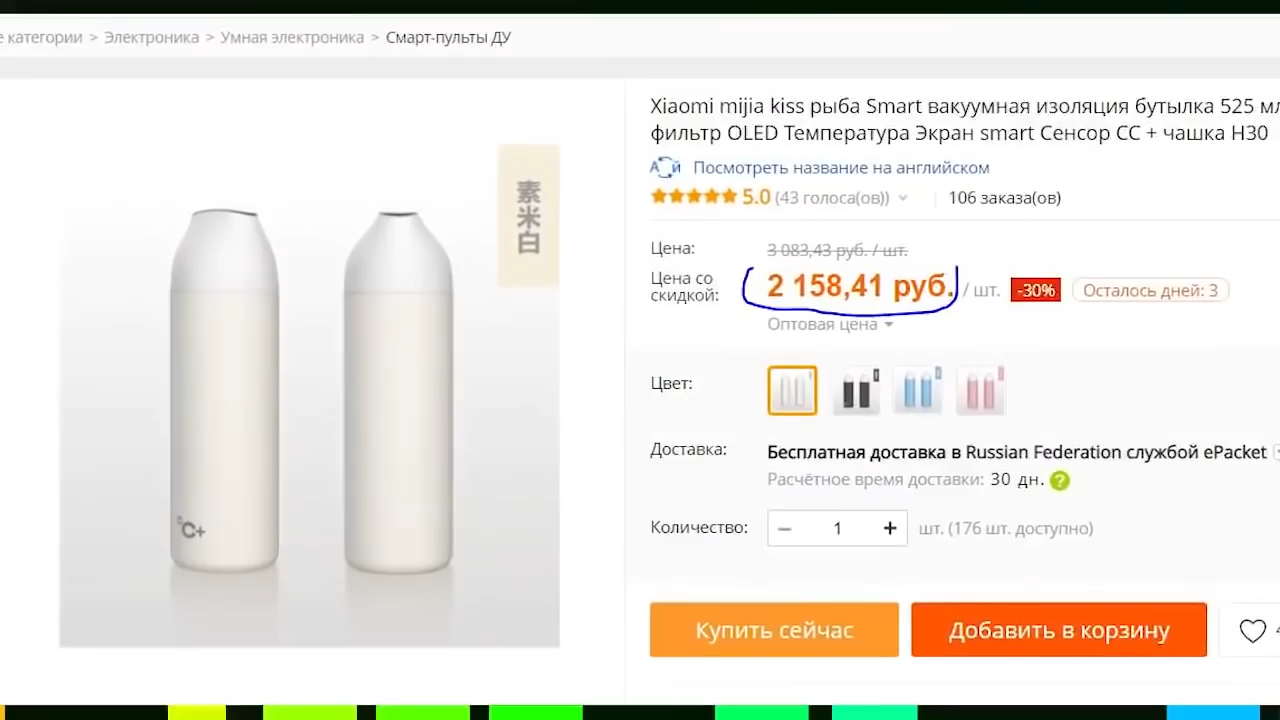 е категории > Электроника > Умная электроника > Смарт-пульты ДУ
素米白
°C+
Xiaomi mijia kiss рыба Smart вакуумная изоляция бутылка 525 мл
фильтр OLED Температура Экран smart Сенсор CC + чашка H30
Посмотреть название на английском
5.0 (43 голоса(ов)) 106 заказа(ов)
Цена: 3 083,43 руб. / шт.
Цена со скидкой: 2 158,41 руб. / шт. -30% Осталось дней: 3
Оптовая цена
Цвет:
Доставка: Бесплатная доставка в Russian Federation службой ePacket
Расчётное время доставки: 30 дн. ?
Количество: − 1 + шт. (176 шт. доступно)
Купить сейчас Добавить в корзину